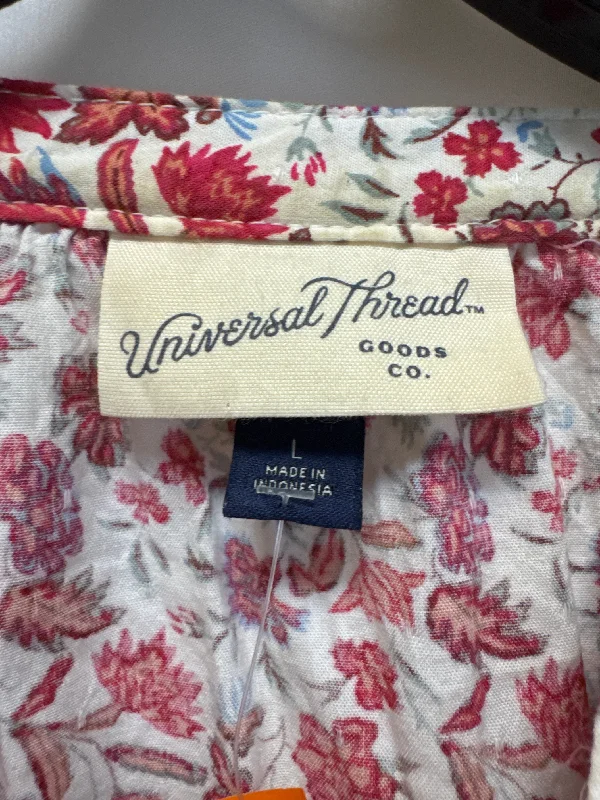 Universal Thread™
GOODS
CO.
L
MADE IN
INDONESIA